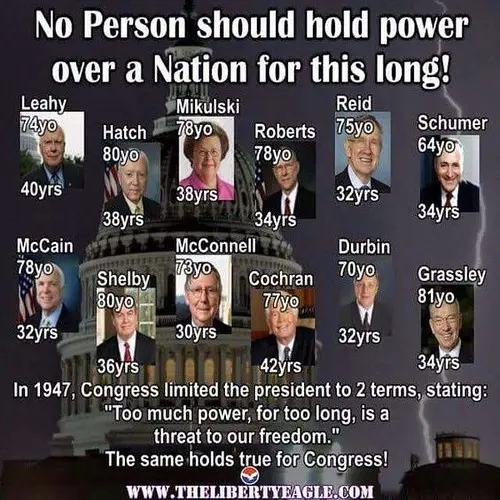 No Person should hold power
over a Nation for this long!
Leahy
74yo
40yrs
Hatch
80yo
38yrs
Mikulski
78yo
38yrs
Roberts
78yo
34yrs
Reid
75yo
32yrs
Schumer
64yo
34yrs
McCain
78yo
32yrs
Shelby
80yo
36yrs
McConnell
73yo
30yrs
Cochran
77yo
42yrs
Durbin
70yo
32yrs
Grassley
81yo
34yrs
In 1947, Congress limited the president to 2 terms, stating:
"Too much power, for too long, is a
threat to our freedom."
The same holds true for Congress!
WWW.THELIBERTYEAGLE.COM